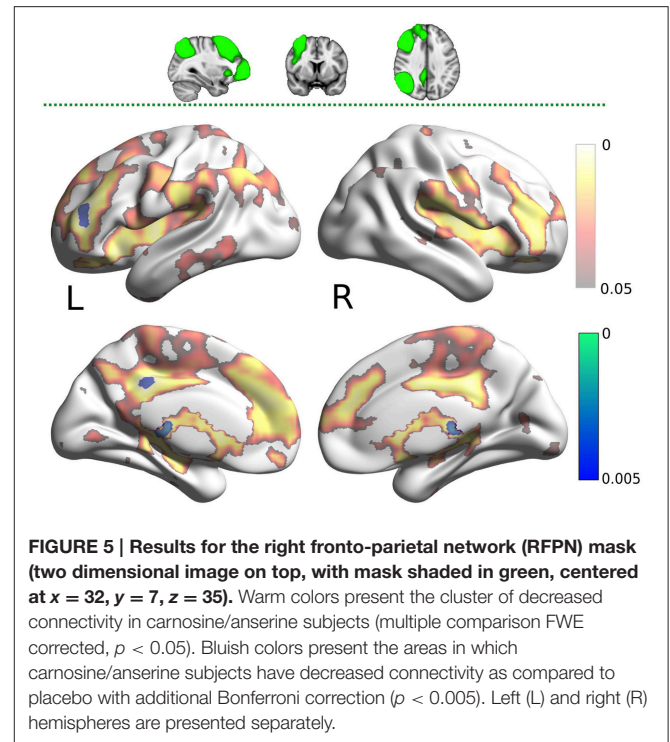 0
0.05
L
R
0
0.005
FIGURE 5 | Results for the right fronto-parietal network (RFPN) mask
(two dimensional image on top, with mask shaded in green, centered
at x = 32, y = 7, z = 35). Warm colors present the cluster of decreased
connectivity in carnosine/anserine subjects (multiple comparison FWE
corrected, p < 0.05). Bluish colors present the areas in which
carnosine/anserine subjects have decreased connectivity as compared to
placebo with additional Bonferroni correction (p < 0.005). Left (L) and right (R)
hemispheres are presented separately.